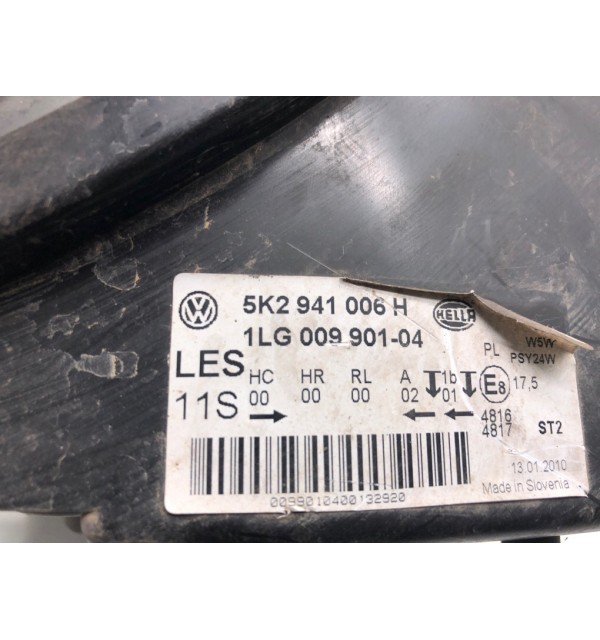 5K2 941 006 H HELLA
1LG 009 901-04
W5W
PL PSY24W
LES HC HR RL A 1b E8 17,5
11S 00 00 00 02 01
4816
4817 ST2
13.01.2010
Made in Slovenia
0099010400132920